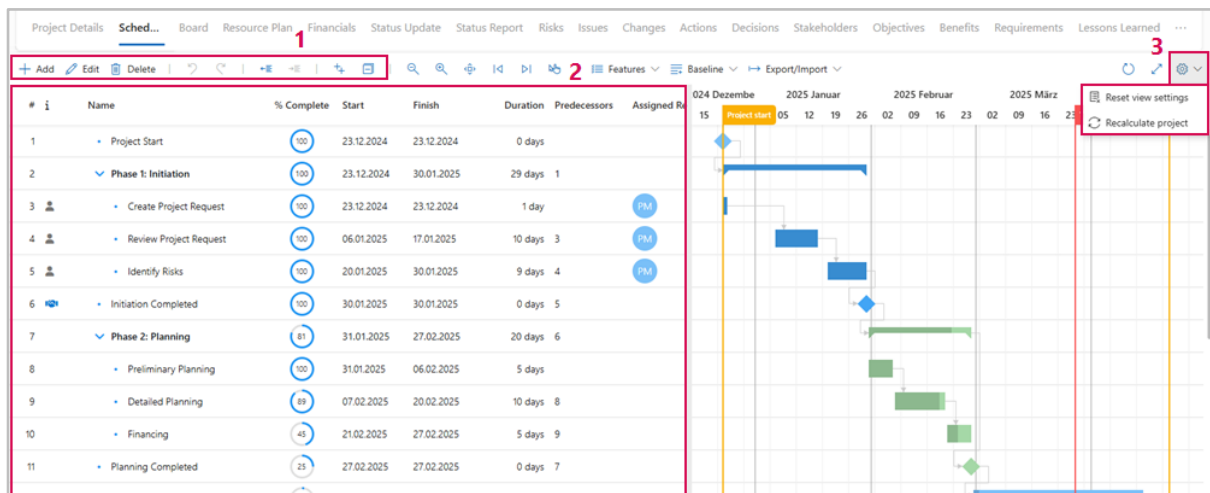 Project Details Sched... Board Resource Plan Financials Status Update Status Report Risks Issues Changes Actions Decisions Stakeholders Objectives Benefits Requirements Lessons Learned ...
1
3
Add Edit Delete
2
Features Baseline Export/Import
# i Name % Complete Start Finish Duration Predecessors Assigned Re
024 Dezembe 2025 Januar 2025 Februar 2025 März
15 Project start 05 12 19 26 02 09 16 23 02 09 16 23
Reset view settings
Recalculate project
1 Project Start 100 23.12.2024 23.12.2024 0 days
2 Phase 1: Initiation 100 23.12.2024 30.01.2025 29 days 1
3 Create Project Request 100 23.12.2024 23.12.2024 1 day PM
4 Review Project Request 100 06.01.2025 17.01.2025 10 days 3 PM
5 Identify Risks 100 20.01.2025 30.01.2025 9 days 4 PM
6 Initiation Completed 100 30.01.2025 30.01.2025 0 days 5
7 Phase 2: Planning 81 31.01.2025 27.02.2025 20 days 6
8 Preliminary Planning 100 31.01.2025 06.02.2025 5 days
9 Detailed Planning 89 07.02.2025 20.02.2025 10 days 8
10 Financing 45 21.02.2025 27.02.2025 5 days 9
11 Planning Completed 25 27.02.2025 27.02.2025 0 days 7